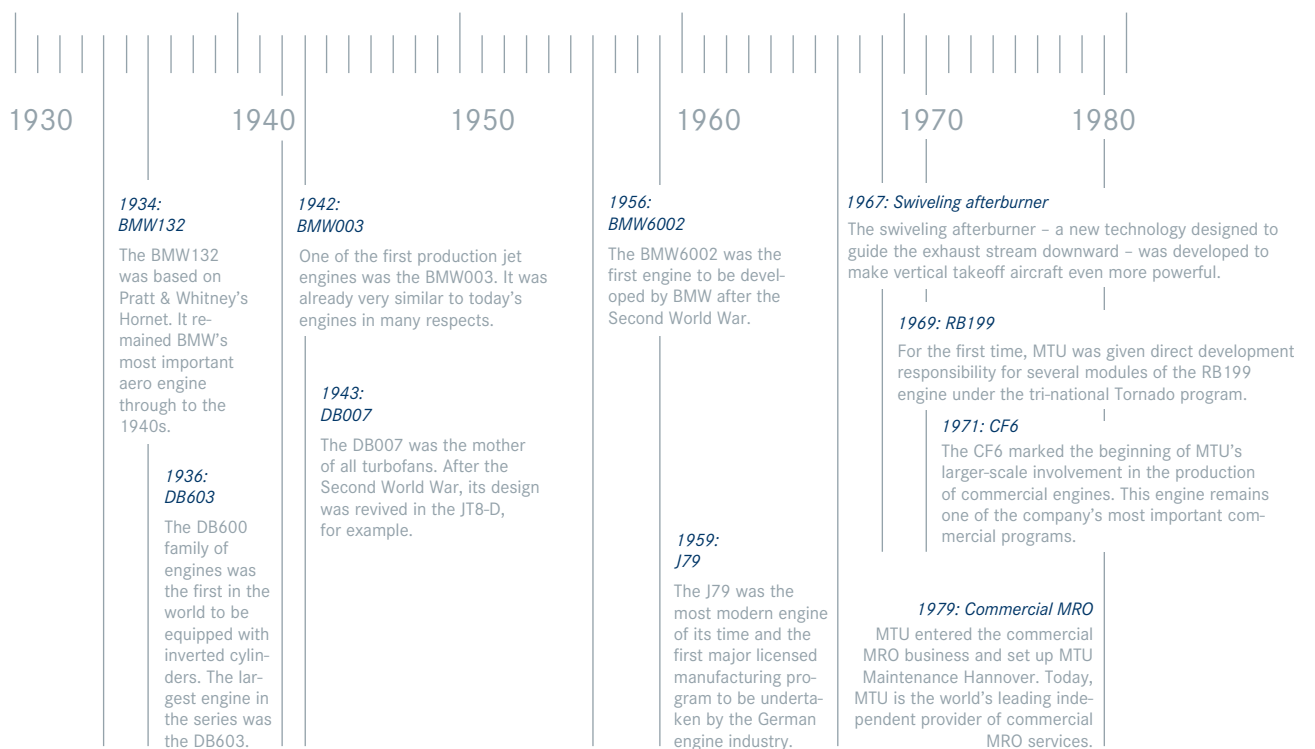 1930
1940
1950
1960
1970
1980
1934:
BMW132
The BMW132
was based on
Pratt & Whitney's
Hornet. It re-
mained BMW's
most important
aero engine
through to the
1940s.
1936:
DB603
The DB600
family of
engines was
the first in the
world to be
equipped with
inverted cylin-
ders. The lar-
gest engine in
the series was
the DB603.
1942:
BMW003
One of the first production jet
engines was the BMW003. It was
already very similar to today's
engines in many respects.
1943:
DB007
The DB007 was the mother
of all turbofans. After the
Second World War, its design
was revived in the JT8-D,
for example.
1956:
BMW6002
The BMW6002 was the
first engine to be devel-
oped by BMW after the
Second World War.
1959:
J79
The J79 was the
most modern engine
of its time and the
first major licensed
manufacturing pro-
gram to be underta-
ken by the German
engine industry.
1967: Swiveling afterburner
The swiveling afterburner – a new technology designed to
guide the exhaust stream downward – was developed to
make vertical takeoff aircraft even more powerful.
1969: RB199
For the first time, MTU was given direct development
responsibility for several modules of the RB199
engine under the tri-national Tornado program.
1971: CF6
The CF6 marked the beginning of MTU's
larger-scale involvement in the production
of commercial engines. This engine remains
one of the company's most important com-
mercial programs.
1979: Commercial MRO
MTU entered the commercial
MRO business and set up MTU
Maintenance Hannover. Today,
MTU is the world's leading inde-
pendent provider of commercial
MRO services.